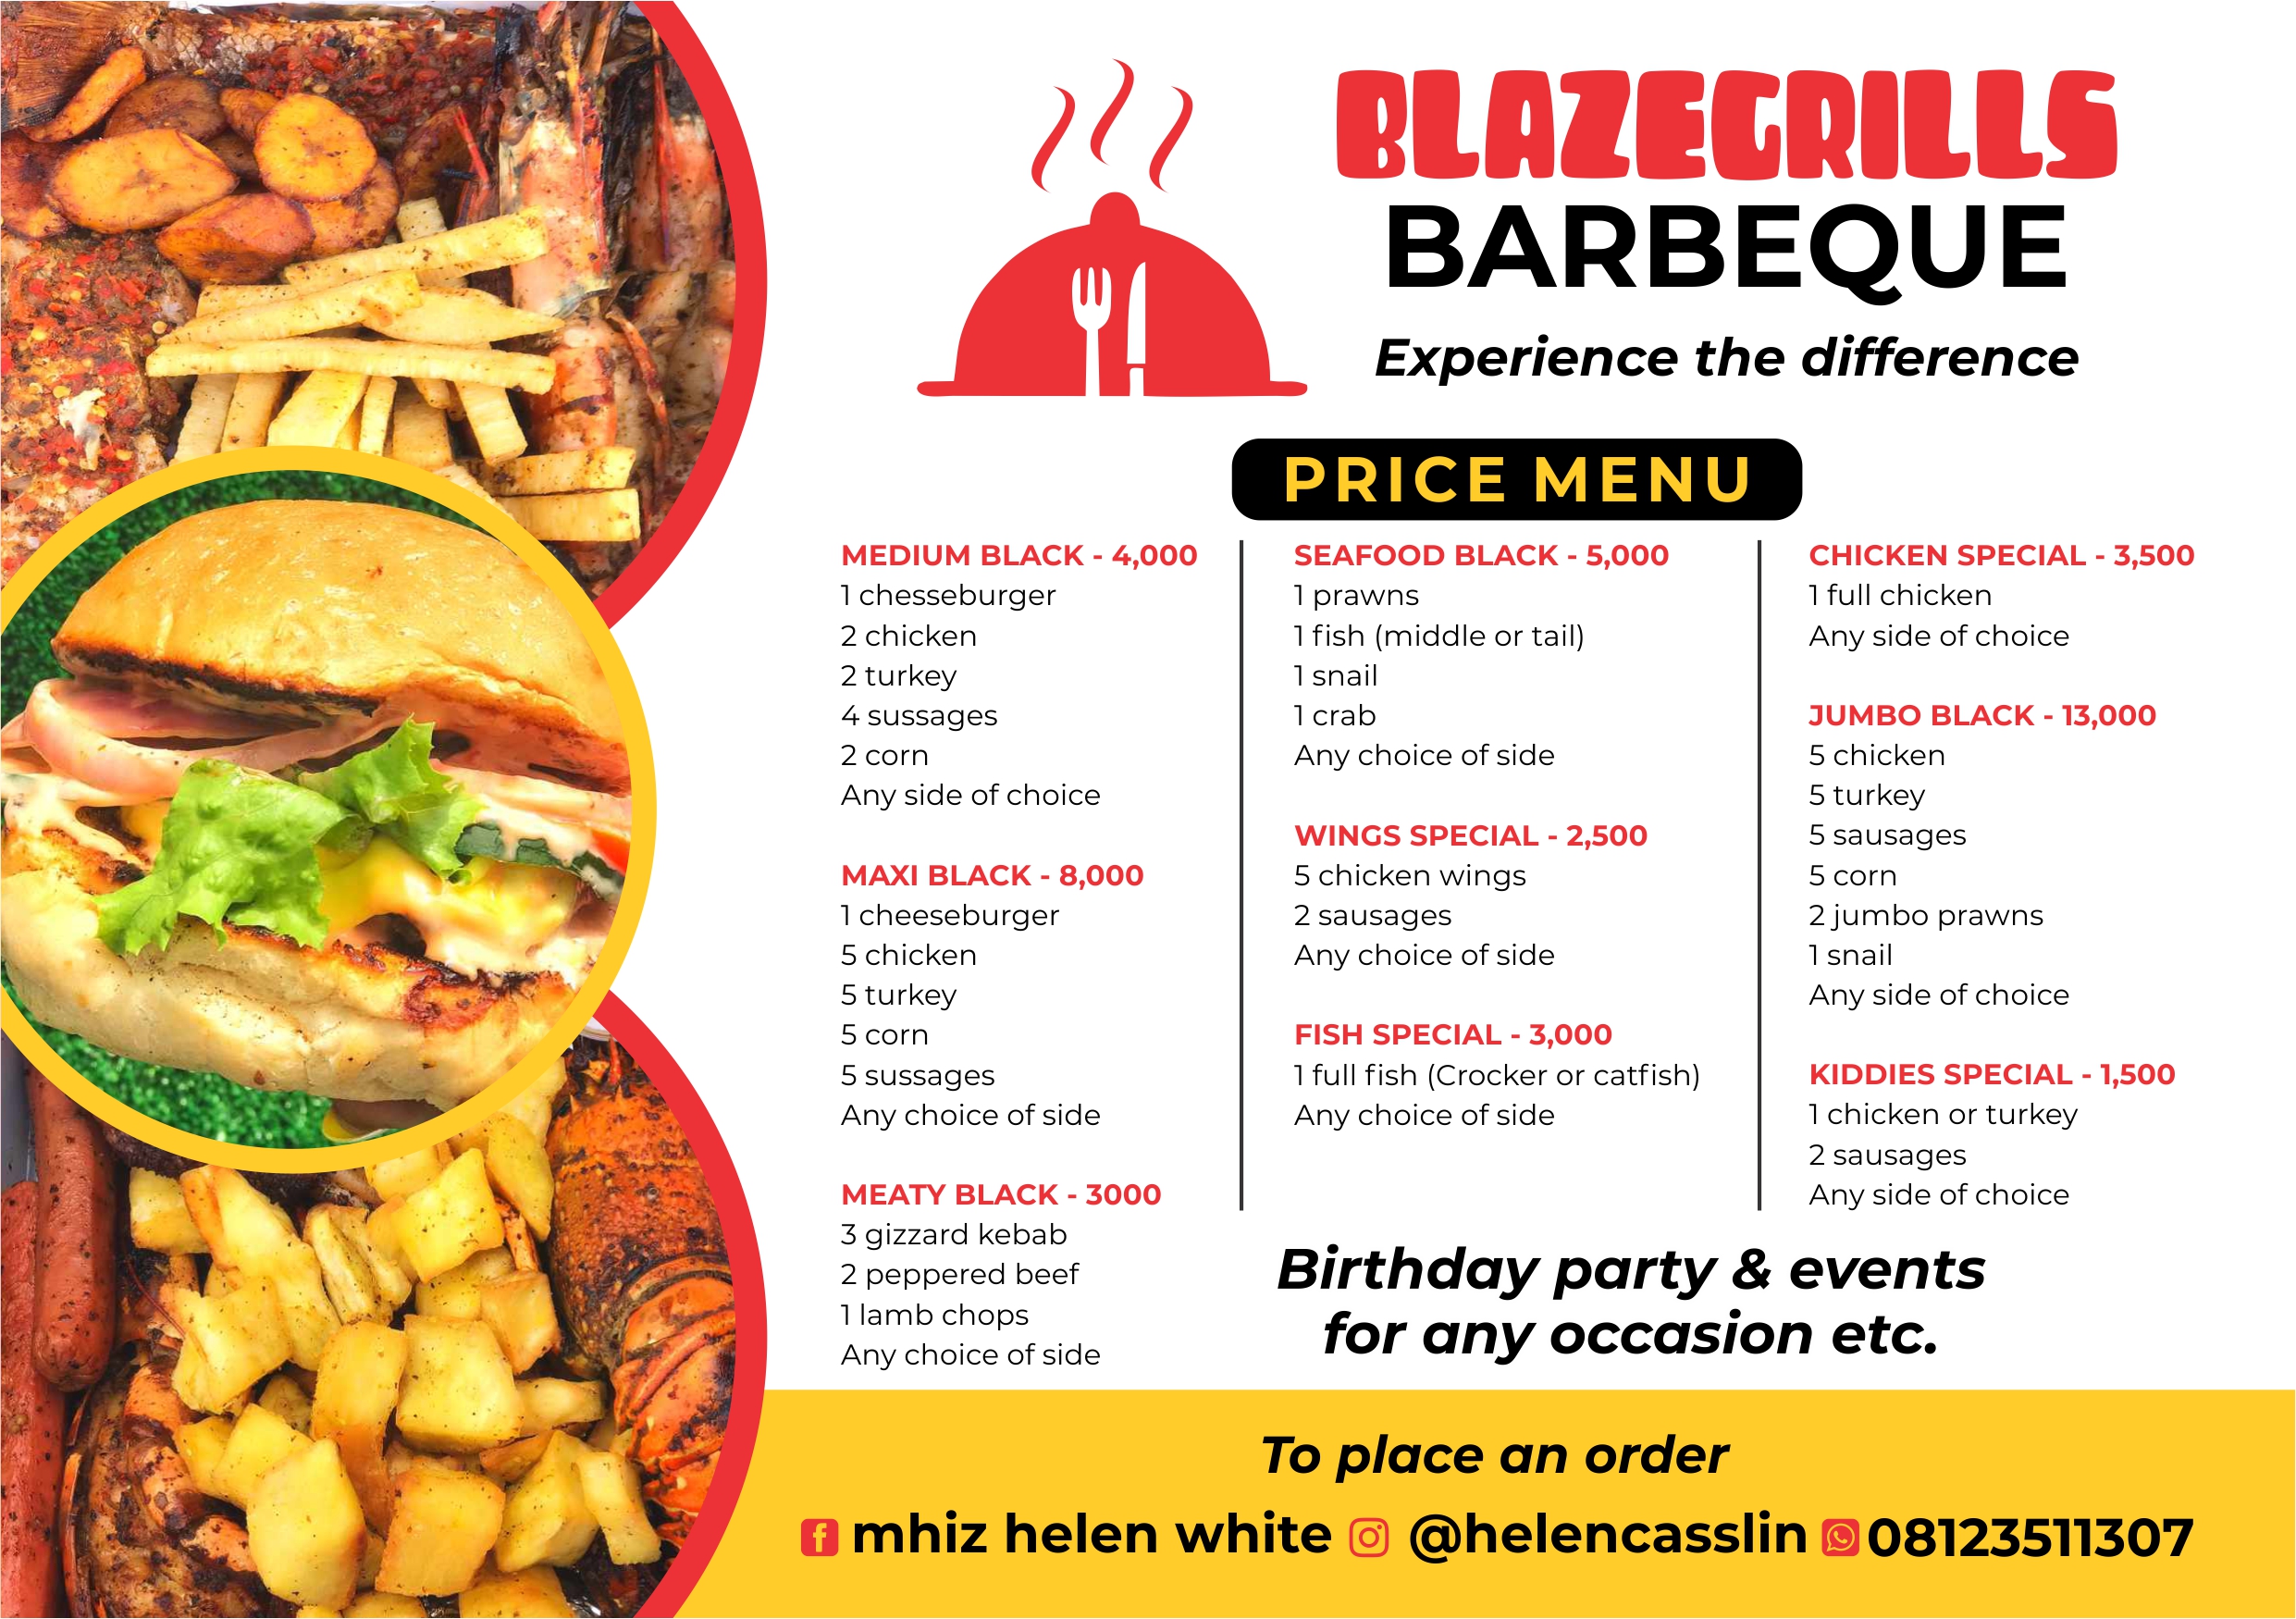 BLAZEGRILLS
BARBEQUE
Experience the difference
PRICE MENU
MEDIUM BLACK - 4,000
1 chesseburger
2 chicken
2 turkey
4 sussages
2 corn
Any side of choice
MAXI BLACK - 8,000
1 cheeseburger
5 chicken
5 turkey
5 corn
5 sussages
Any choice of side
MEATY BLACK - 3000
3 gizzard kebab
2 peppered beef
1 lamb chops
Any choice of side
SEAFOOD BLACK - 5,000
1 prawns
1 fish (middle or tail)
1 snail
1 crab
Any choice of side
WINGS SPECIAL - 2,500
5 chicken wings
2 sausages
Any choice of side
FISH SPECIAL - 3,000
1 full fish (Crocker or catfish)
Any choice of side
CHICKEN SPECIAL - 3,500
1 full chicken
Any side of choice
JUMBO BLACK - 13,000
5 chicken
5 turkey
5 sausages
5 corn
2 jumbo prawns
1 snail
Any side of choice
KIDDIES SPECIAL - 1,500
1 chicken or turkey
2 sausages
Any side of choice
Birthday party & events
for any occasion etc.
To place an order
mhiz helen white @helencasslin 08123511307